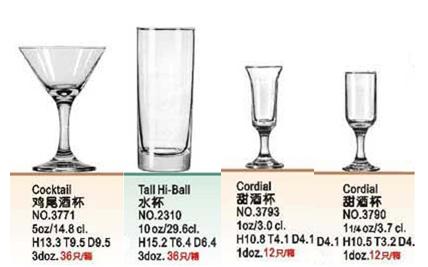 Cocktail
鸡尾酒杯
NO.3771
5oz/14.8 cl.
H13.3 T9.5 D9.5
3doz. 36只/箱
Tall Hi-Ball
水杯
NO.2310
10 oz/29.6cl.
H15.2 T6.4 D6.4
3doz. 36只/箱
Cordial
甜酒杯
NO.3793
1oz/3.0 cl.
H10.8 T4.1 D4.1
1doz.12只/箱
Cordial
甜酒杯
NO.3790
11/4 oz/3.7 cl.
D4.1 H10.5 T3.2 D4.
1doz.12只/箱